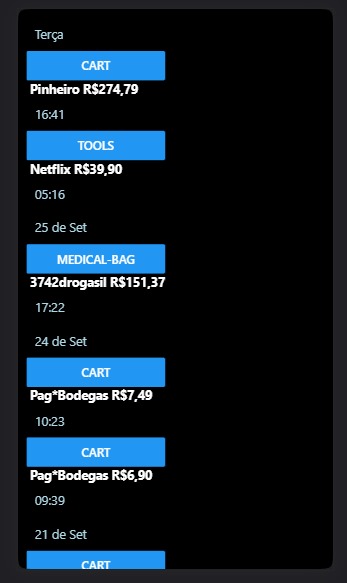 Terça
CART
Pinheiro R$274,79
16:41
TOOLS
Netflix R$39,90
05:16
25 de Set
MEDICAL-BAG
3742drogasil R$151,37
17:22
24 de Set
CART
Pag*Bodegas R$7,49
10:23
CART
Pag*Bodegas R$6,90
09:39
21 de Set
CART